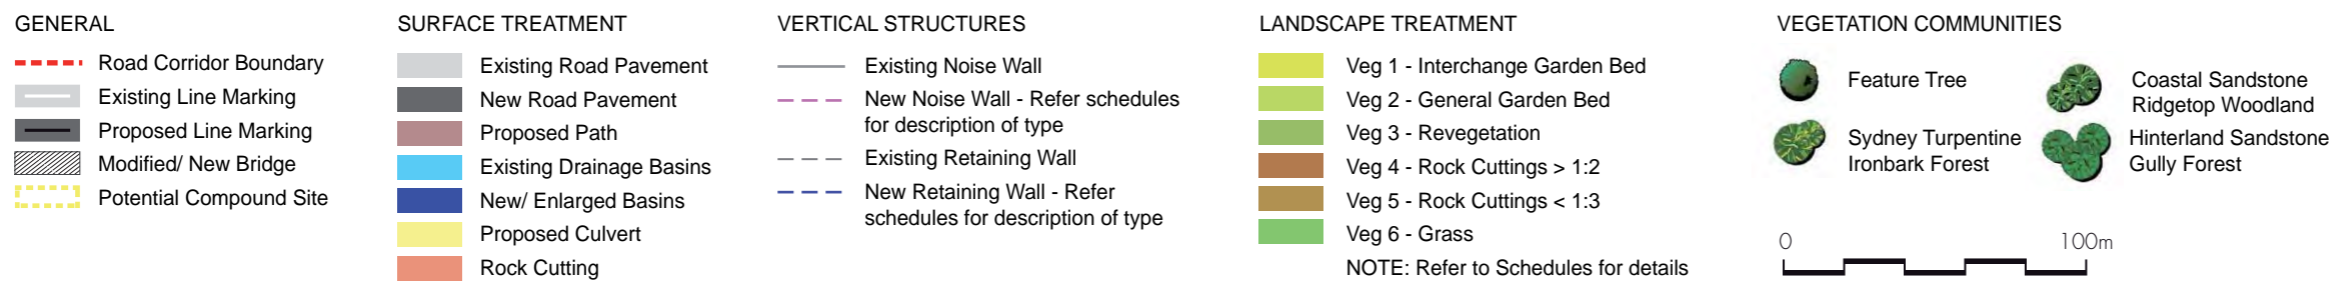 GENERAL
Road Corridor Boundary
Existing Line Marking
Proposed Line Marking
Modified/ New Bridge
Potential Compound Site
SURFACE TREATMENT
Existing Road Pavement
New Road Pavement
Proposed Path
Existing Drainage Basins
New/ Enlarged Basins
Proposed Culvert
Rock Cutting
VERTICAL STRUCTURES
Existing Noise Wall
New Noise Wall - Refer schedules
for description of type
Existing Retaining Wall
New Retaining Wall - Refer
schedules for description of type
LANDSCAPE TREATMENT
Veg 1 - Interchange Garden Bed
Veg 2 - General Garden Bed
Veg 3 - Revegetation
Veg 4 - Rock Cuttings > 1:2
Veg 5 - Rock Cuttings < 1:3
Veg 6 - Grass
NOTE: Refer to Schedules for details
VEGETATION COMMUNITIES
Feature Tree
Sydney Turpentine
Ironbark Forest
Coastal Sandstone
Ridgetop Woodland
Hinterland Sandstone
Gully Forest
0 100m